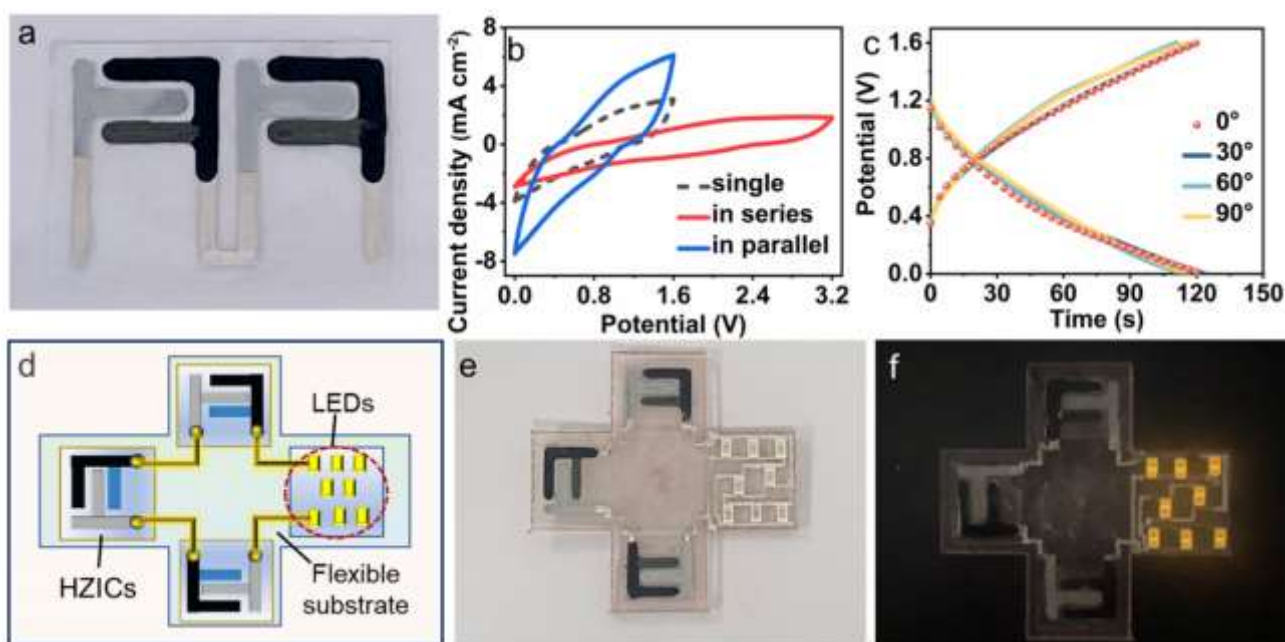 a
b
8
4
0
-4
-8
Current density (mA cm⁻²)
single
in series
in parallel
0.0 0.8 1.6 2.4 3.2
Potential (V)
c
1.6
1.2
0.8
0.4
0.0
Potential (V)
0°
30°
60°
90°
0 30 60 90 120 150
Time (s)
d
LEDs
HZICs
Flexible
substrate
e
f